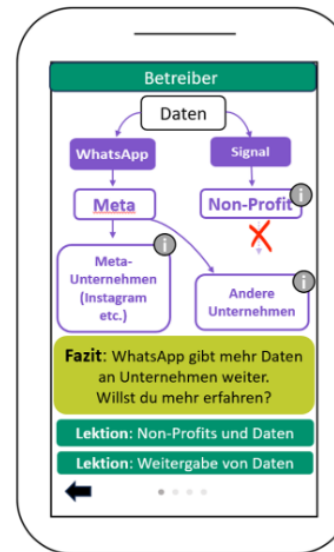 Betreiber
Daten
WhatsApp
Signal
Meta
Non-Profit
i
i
Meta-
Unternehmen
(Instagram
etc.)
i
Andere
Unternehmen
Fazit: WhatsApp gibt mehr Daten
an Unternehmen weiter.
Willst du mehr erfahren?
Lektion: Non-Profits und Daten
Lektion: Weitergabe von Daten